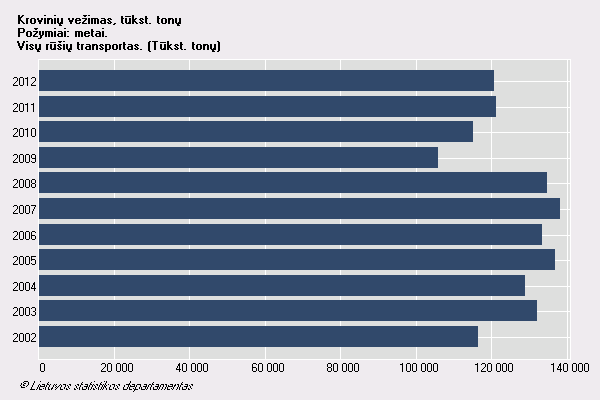 Krovinių vežimas, tūkst. tonų
Požymiai: metai.
Visų rūšių transportas. (Tūkst. tonų)
2012
2011
2010
2009
2008
2007
2006
2005
2004
2003
2002
0 20 000 40 000 60 000 80 000 100 000 120 000 140 000
© Lietuvos statistikos departamentas